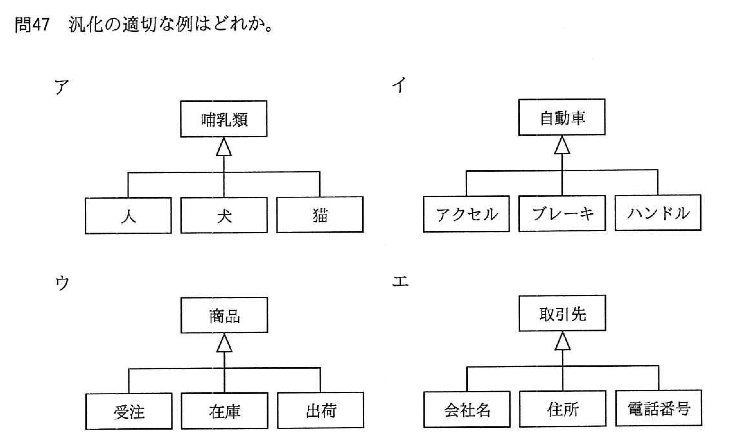 問47 汎化の適切な例はどれか。
ア
哺乳類
人 犬 猫
イ
自動車
アクセル ブレーキ ハンドル
ウ
商品
受注 在庫 出荷
エ
取引先
会社名 住所 電話番号